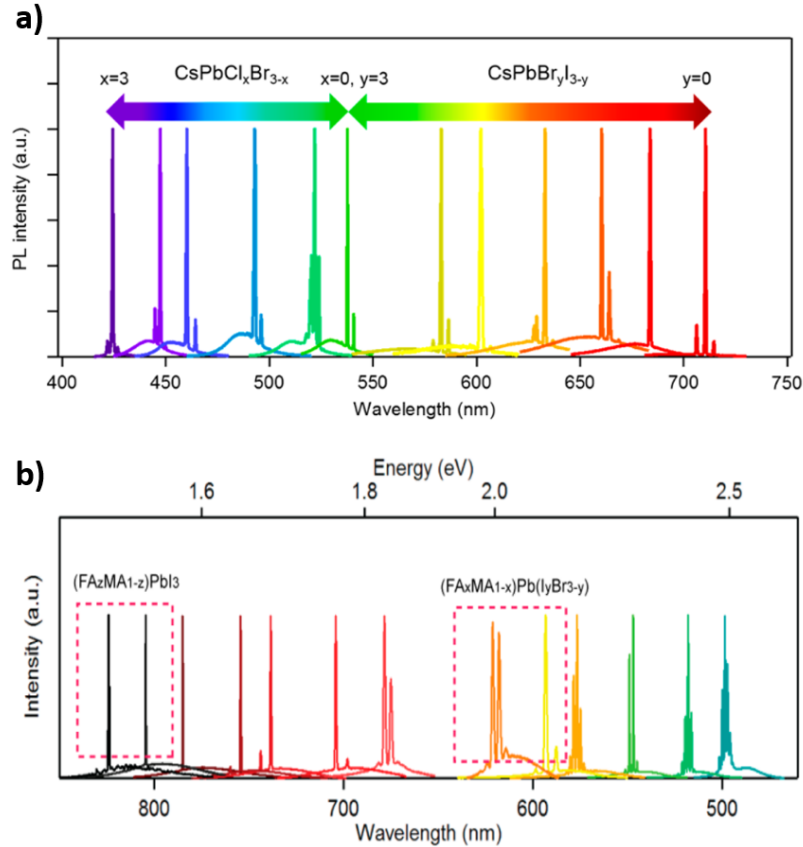 a)
x=3 CsPbClxBr3-x x=0, y=3 CsPbBryI3-y y=0
PL intensity (a.u.)
400 450 500 550 600 650 700 750
Wavelength (nm)
b)
Energy (eV)
1.6 1.8 2.0 2.5
(FAzMA1-z)PbI3 (FAxMA1-x)Pb(IyBr3-y)
Intensity (a.u.)
800 700 600 500
Wavelength (nm)